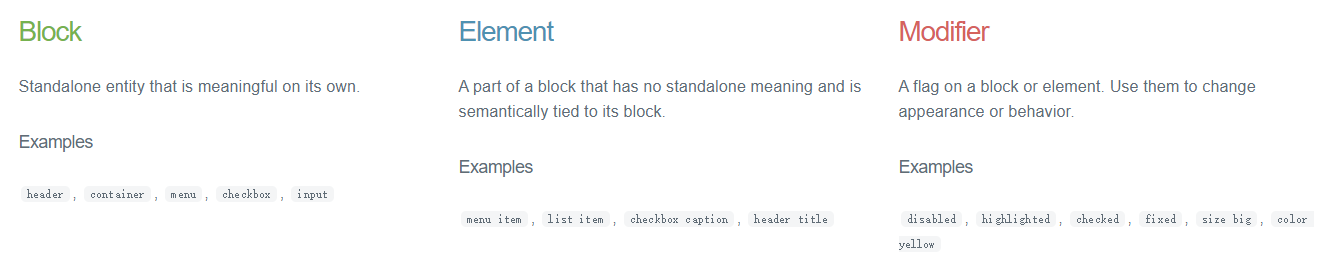 Block
Standalone entity that is meaningful on its own.
Examples
header, container, menu, checkbox, input
Element
A part of a block that has no standalone meaning and is
semantically tied to its block.
Examples
menu item, list item, checkbox caption, header title
Modifier
A flag on a block or element. Use them to change
appearance or behavior.
Examples
disabled, highlighted, checked, fixed, size big, color
yellow